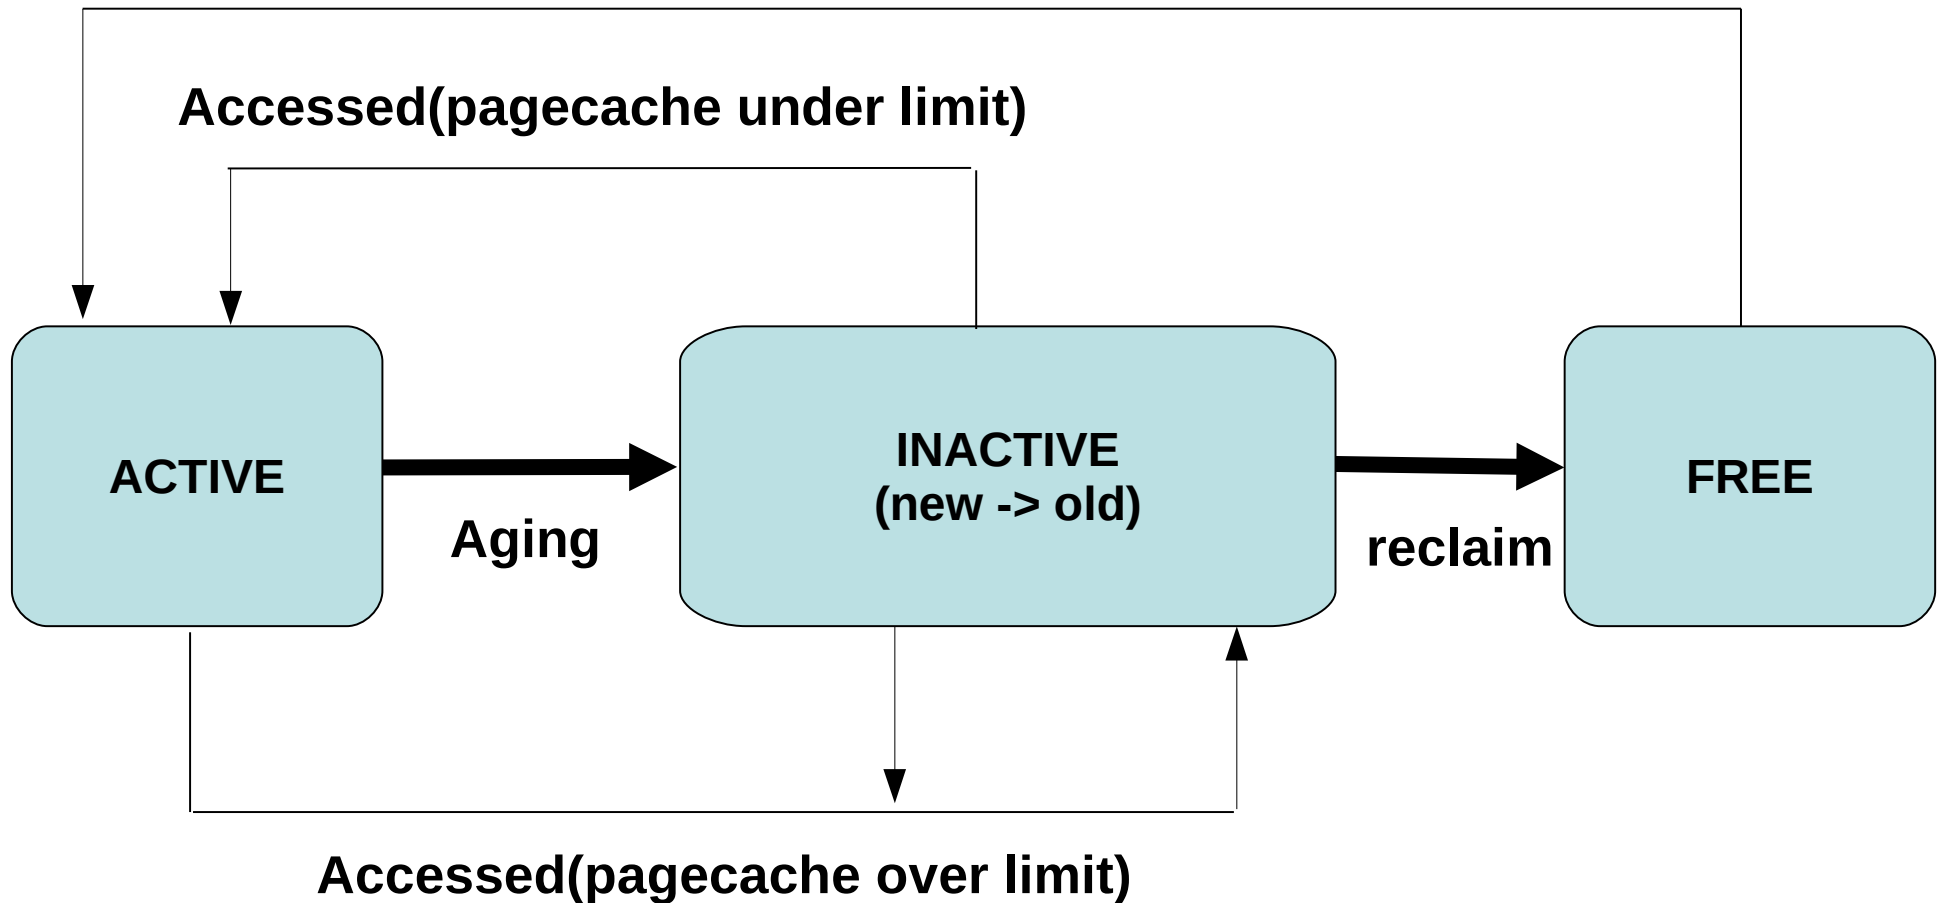 Accessed(pagecache under limit)
ACTIVE
Aging
INACTIVE
(new -> old)
reclaim
FREE
Accessed(pagecache over limit)